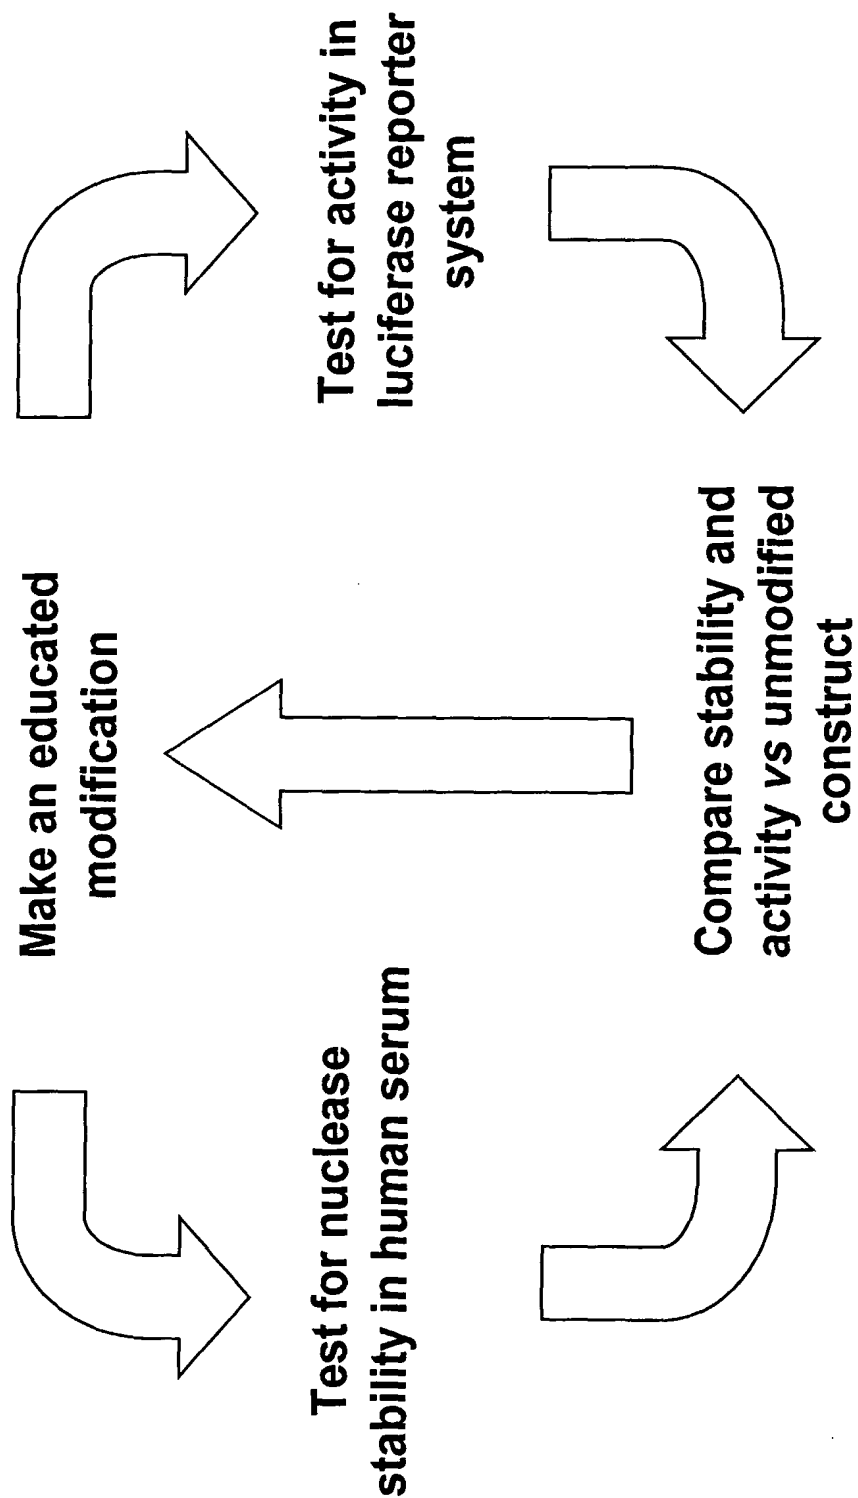 Make an educated
modification
Test for nuclease
stability in human serum
Test for activity in
luciferase reporter
system
Compare stability and
activity vs unmodified
construct